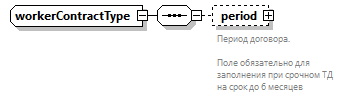 workerContractType
period
Период договора.
Поле обязательно для
заполнения при срочном ТД
на срок до 6 месяцев